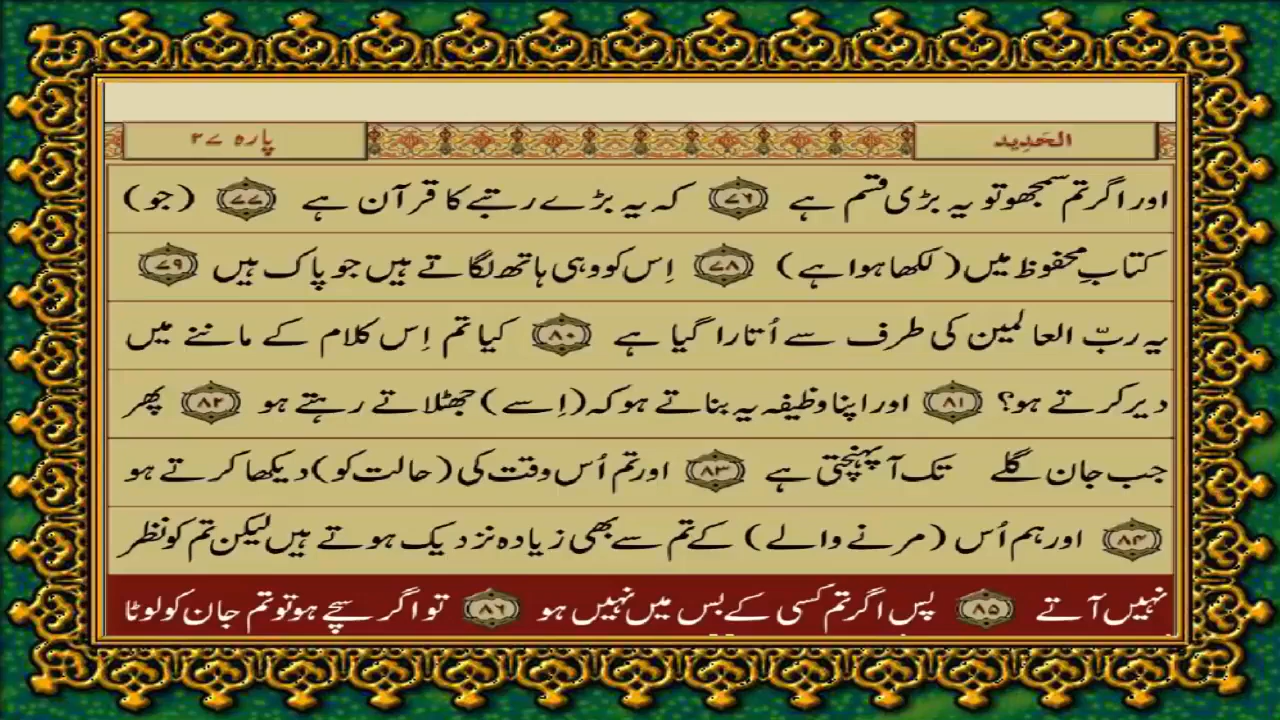 الحَدِید
پارہ ۲۷
اور اگر تم سمجھو تو یہ بڑی قسم ہے ۷۶ کہ یہ بڑے رتبے کا قرآن ہے ۷۷ (جو)
کتابِ محفوظ میں (لکھا ہوا ہے) ۷۸ اِس کو وہی ہاتھ لگاتے ہیں جو پاک ہیں ۷۹
یہ ربّ العالمین کی طرف سے اُتارا گیا ہے ۸۰ کیا تم اِس کلام کے ماننے میں
دیر کرتے ہو؟ ۸۱ اور اپنا وظیفہ یہ بناتے ہو کہ (اِسے) جھٹلاتے رہتے ہو ۸۲ پھر
جب جان گلے تک آ پہنچتی ہے ۸۳ اور تم اُس وقت کی (حالت کو) دیکھا کرتے ہو
۸۴ اور ہم اُس (مرنے والے) کے تم سے بھی زیادہ نزدیک ہوتے ہیں لیکن تم کو نظر
نہیں آتے ۸۵ پس اگر تم کسی کے بس میں نہیں ہو ۸۶ تو اگر سچے ہو تو تم جان کو لوٹا